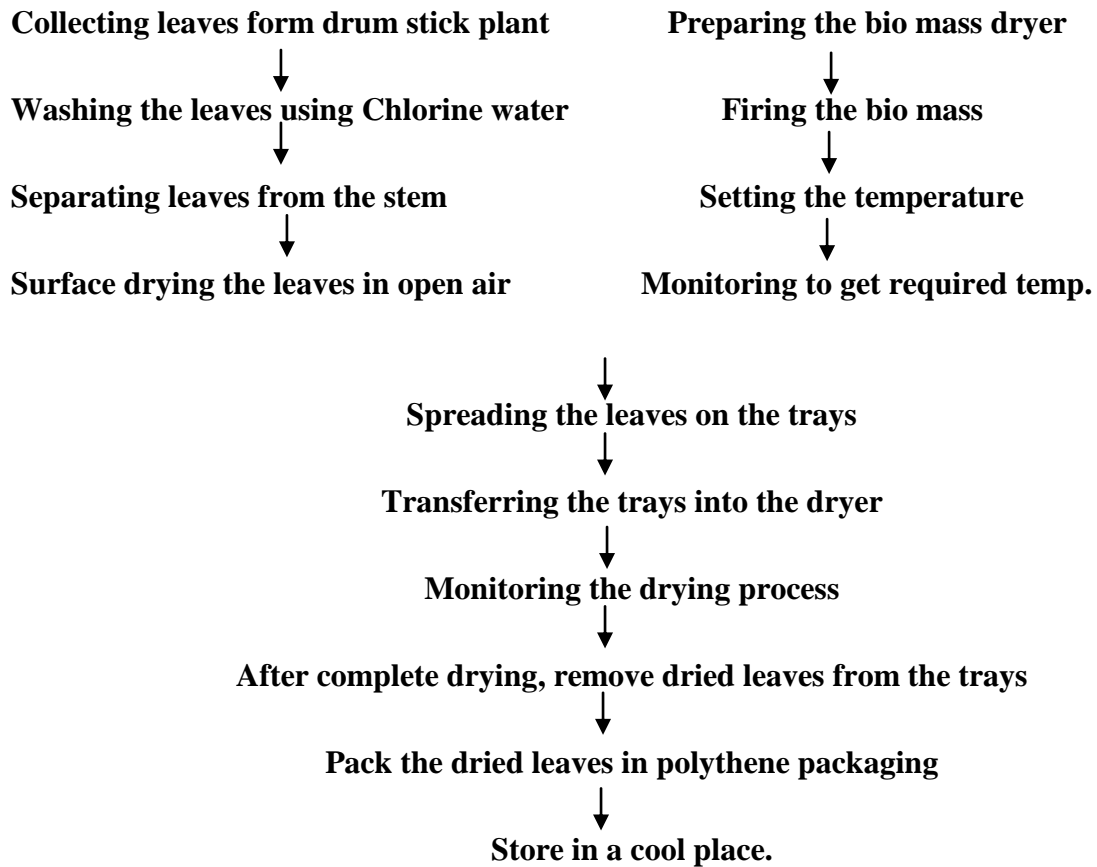 Collecting leaves form drum stick plant
Washing the leaves using Chlorine water
Separating leaves from the stem
Surface drying the leaves in open air
Preparing the bio mass dryer
Firing the bio mass
Setting the temperature
Monitoring to get required temp.
Spreading the leaves on the trays
Transferring the trays into the dryer
Monitoring the drying process
After complete drying, remove dried leaves from the trays
Pack the dried leaves in polythene packaging
Store in a cool place.